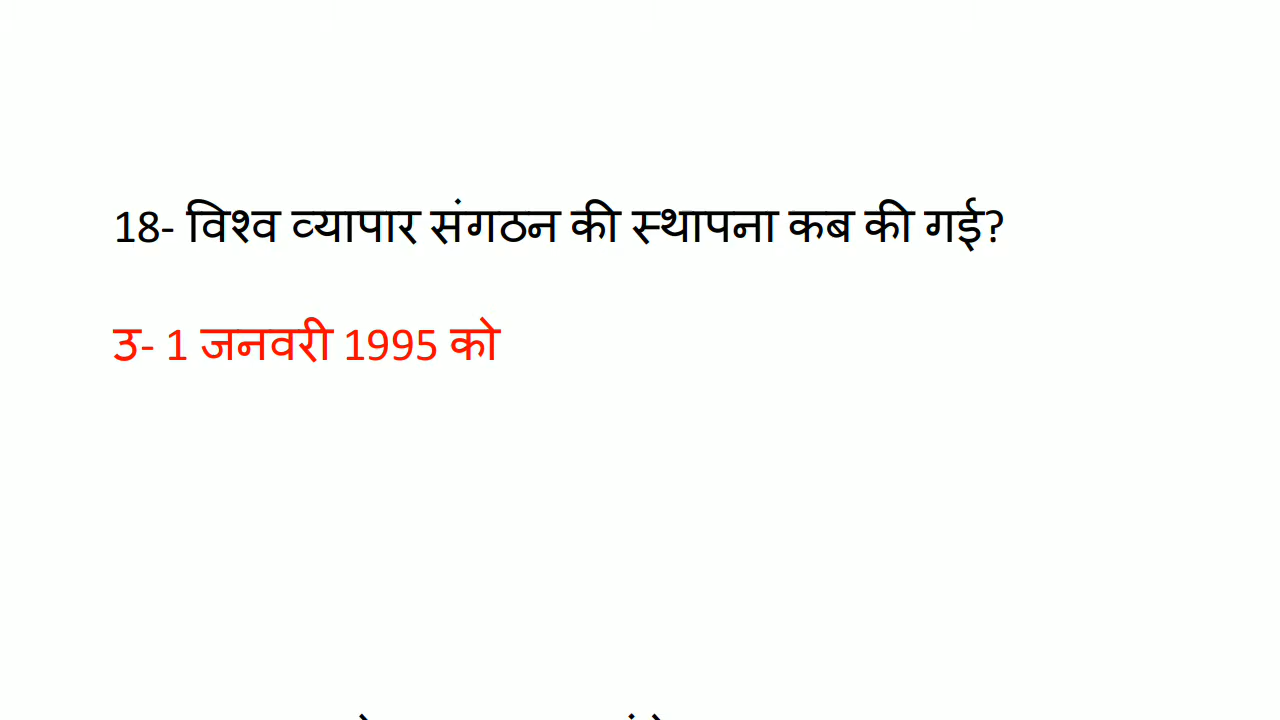 18- विश्व व्यापार संगठन की स्थापना कब की गई?
उ- 1 जनवरी 1995 को